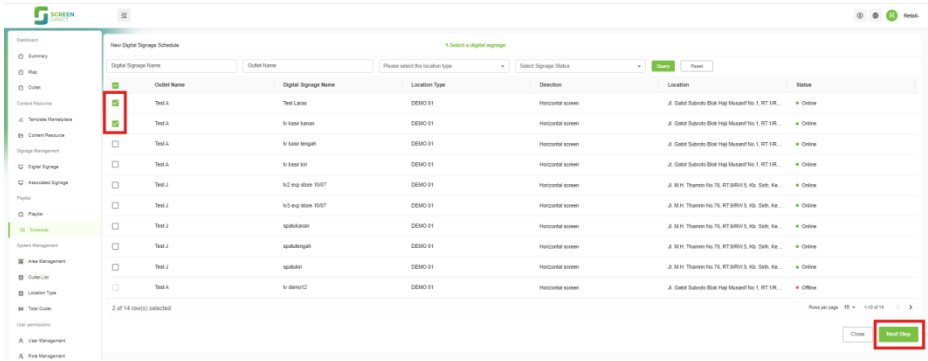 SCREEN
DIRECT
R Retail-
Dashboard
Summary
Map
Outlet
Content Resource
Template Marketplace
Content Resource
Signage Management
Digital Signage
Associated Signage
Playlist
Playlist
Schedule
System Management
Area Management
Outlet List
Location Type
Total Outlet
User permissions
User Management
Role Management
New Digital Signage Schedule
1.Select a digital signage
Digital Signage Name
Outlet Name
Please select the location type
Select Signage Status
Query
Reset
Outlet Name Digital Signage Name Location Type Direction Location Status
Test A Test Laras DEMO 01 Horizontal screen Jl. Gatot Subroto Blok Haji Musanif No.1, RT.1/R... Online
Test A tv kasir kanan DEMO 01 Horizontal screen Jl. Gatot Subroto Blok Haji Musanif No.1, RT.1/R... Online
Test A tv kasir tengah DEMO 01 Horizontal screen Jl. Gatot Subroto Blok Haji Musanif No.1, RT.1/R... Online
Test A tv kasir kiri DEMO 01 Horizontal screen Jl. Gatot Subroto Blok Haji Musanif No.1, RT.1/R... Online
Test J tv2 exp store 10/07 DEMO 01 Horizontal screen Jl. M.H. Thamrin No.76, RT.9/RW.5, Kb. Sirih, Ke... Online
Test J tv3 exp store 10/07 DEMO 01 Horizontal screen Jl. M.H. Thamrin No.76, RT.9/RW.5, Kb. Sirih, Ke... Online
Test J spatukanan DEMO 01 Horizontal screen Jl. M.H. Thamrin No.76, RT.9/RW.5, Kb. Sirih, Ke... Online
Test J spatutengah DEMO 01 Horizontal screen Jl. M.H. Thamrin No.76, RT.9/RW.5, Kb. Sirih, Ke... Online
Test J spatukiri DEMO 01 Horizontal screen Jl. M.H. Thamrin No.76, RT.9/RW.5, Kb. Sirih, Ke... Online
Test A tv demo12 DEMO 01 Horizontal screen Jl. Gatot Subroto Blok Haji Musanif No.1, RT.1/R... Offline
2 of 14 row(s) selected
Rows per page 10 1-10 of 14
Close
Next Step